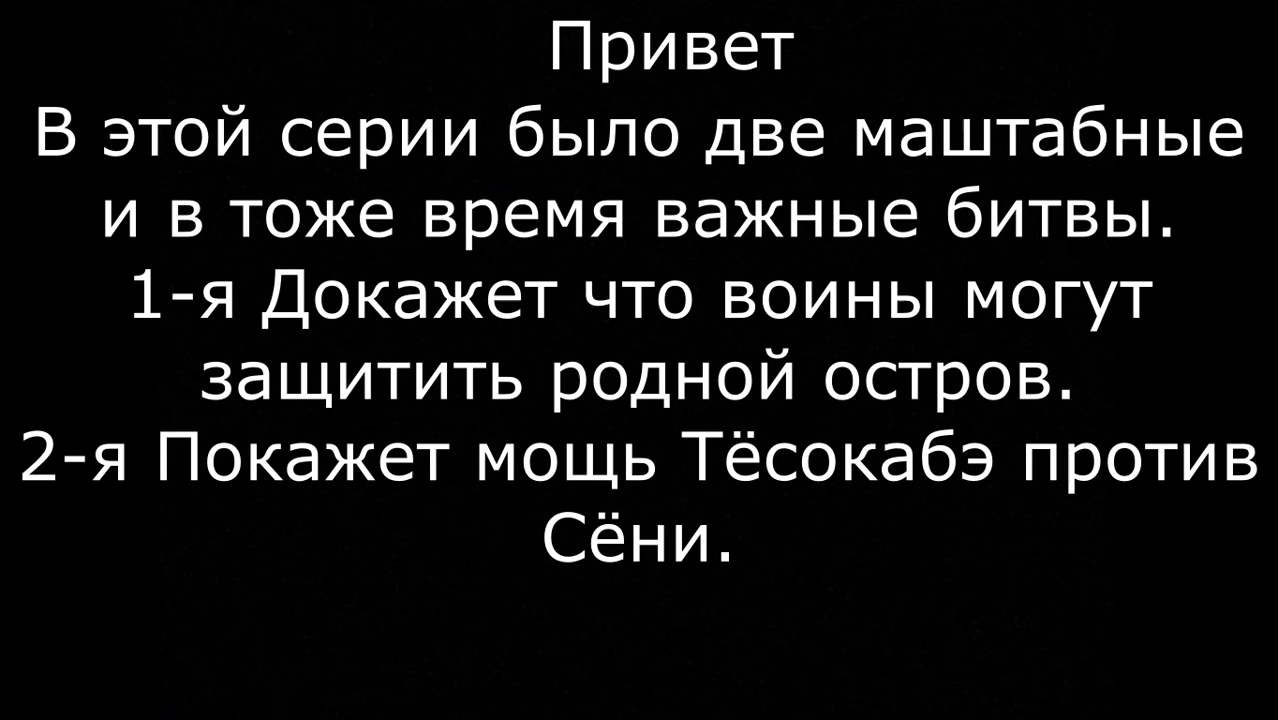 Привет
В этой серии было две маштабные
и в тоже время важные битвы.
1-я Докажет что воины могут
защитить родной остров.
2-я Покажет мощь Тёсокабэ против
Сёни.